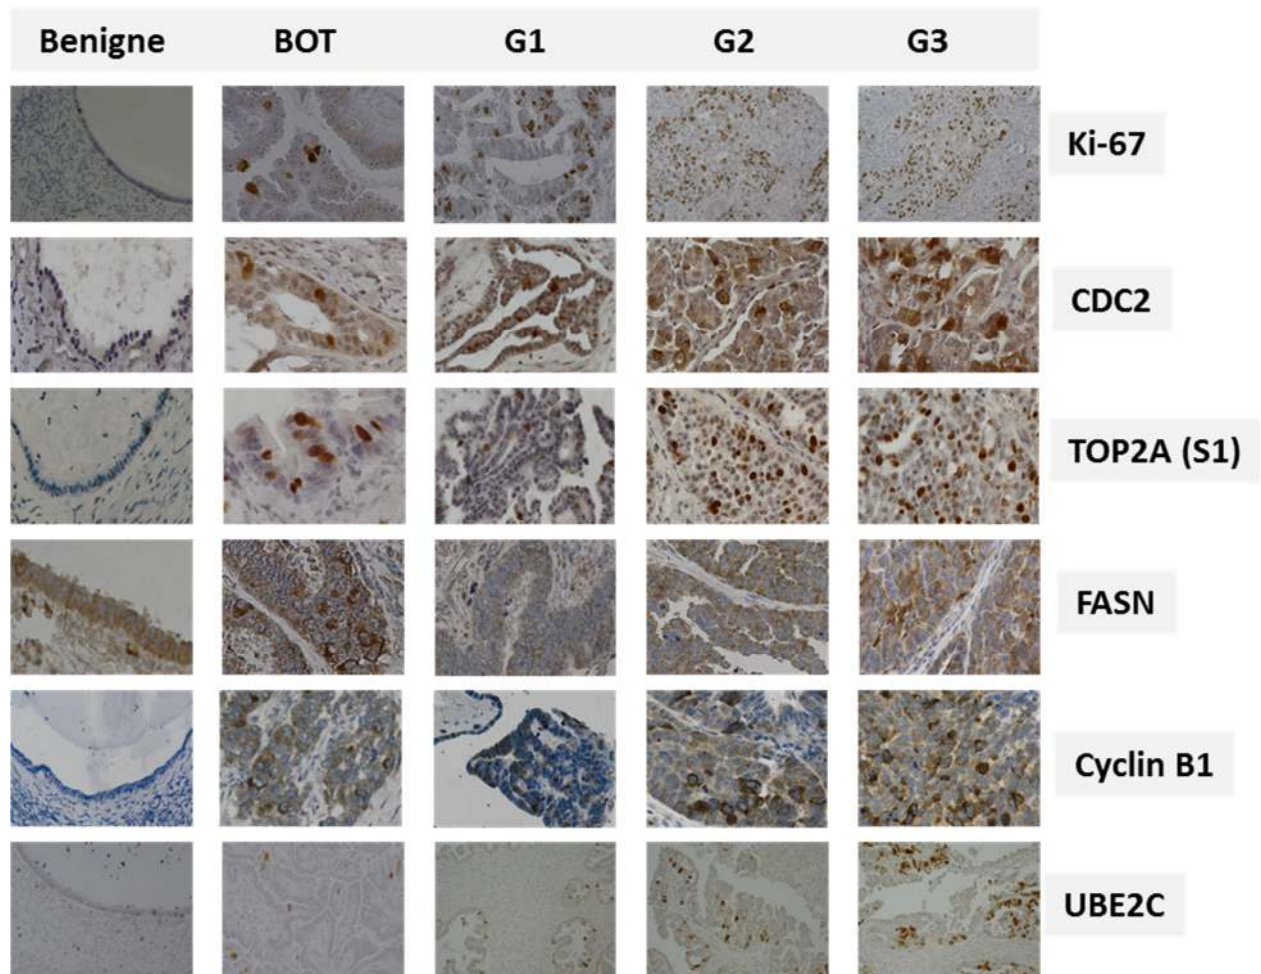 Benigne BOT G1 G2 G3
Ki-67
CDC2
TOP2A (S1)
FASN
Cyclin B1
UBE2C